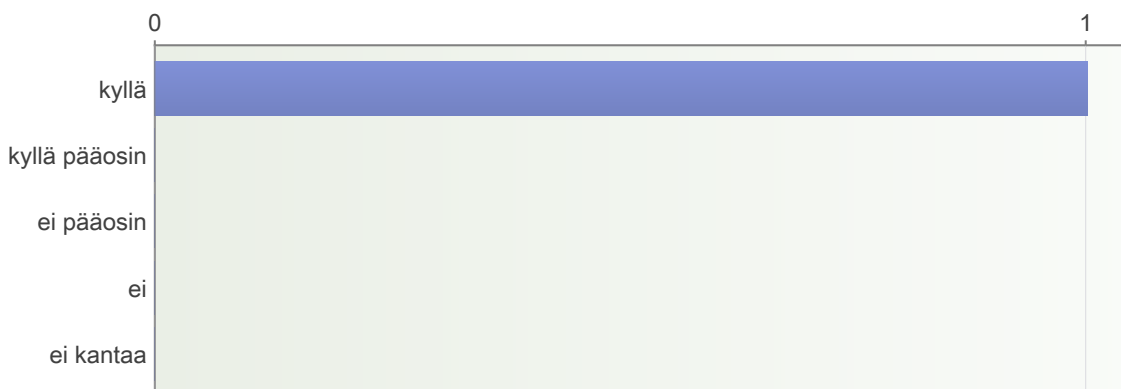 0 1
kyllä
kyllä pääosin
ei pääosin
ei
ei kantaa